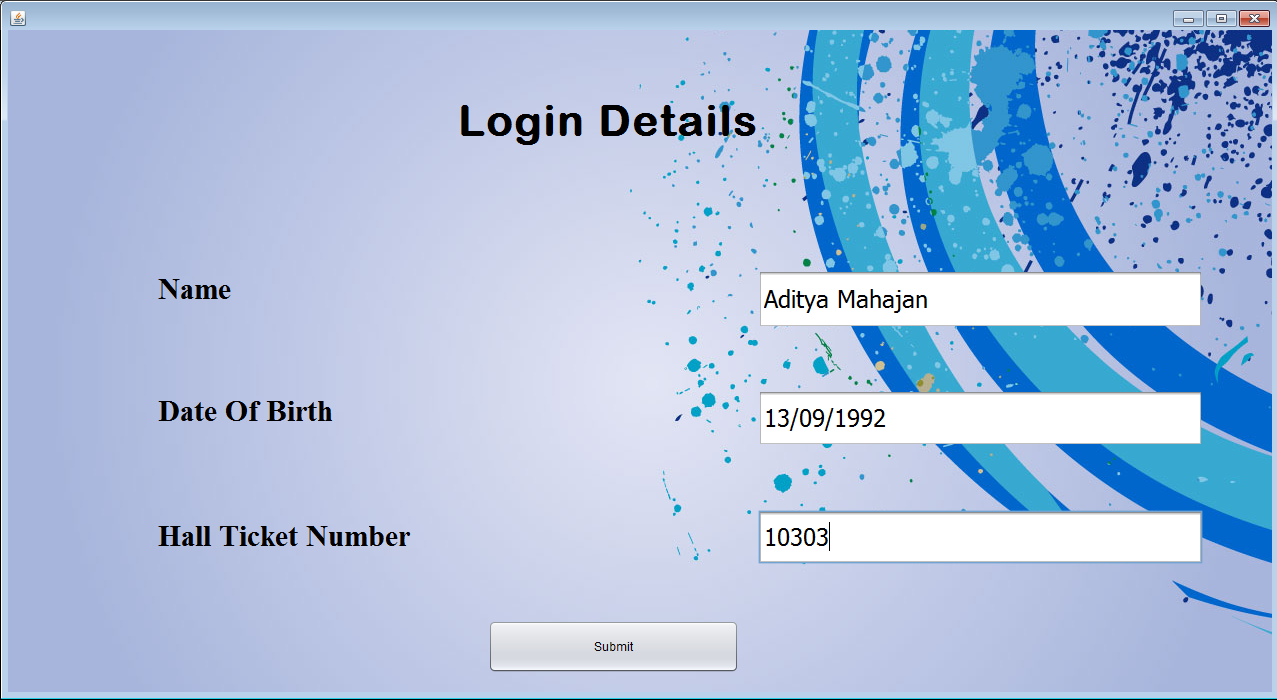 Login Details
Name
Aditya Mahajan
Date Of Birth
13/09/1992
Hall Ticket Number
10303
Submit